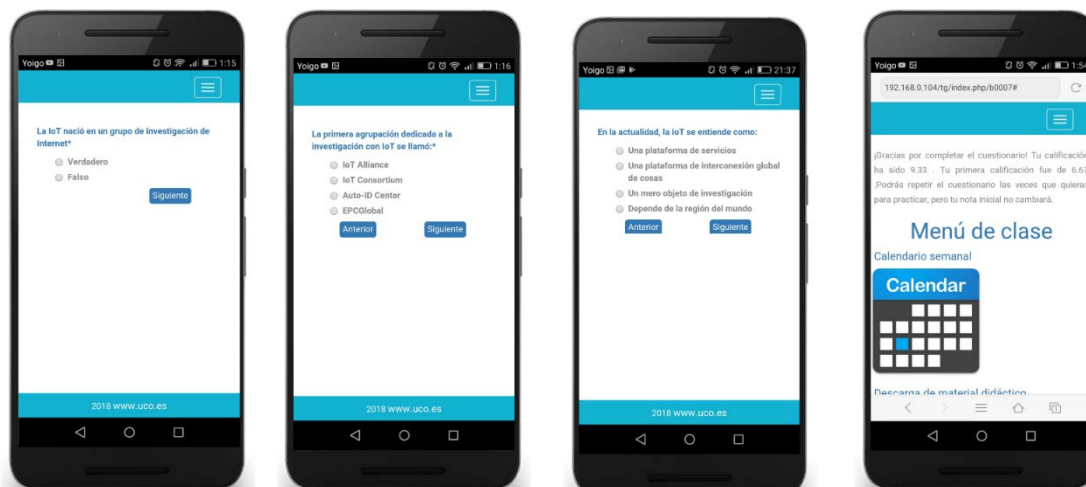 Yoigo 1:15
La IoT nació en un grupo de investigación de
Internet*
Verdadero
Falso
Siguiente
2018 www.uco.es
Yoigo 1:16
La primera agrupación dedicada a la
investigación con IoT se llamó:*
IoT Alliance
IoT Consortium
Auto-ID Center
EPCGlobal
Anterior Siguiente
2018 www.uco.es
Yoigo 21:37
En la actualidad, la IoT se entiende como:
Una plataforma de servicios
Una plataforma de interconexión global
de cosas
Un mero objeto de investigación
Depende de la región del mundo
Anterior Siguiente
2018 www.uco.es
Yoigo 1:54
192.168.0.104/tg/index.php/b0007#
¡Gracias por completar el cuestionario! Tu calificación
ha sido 9.33 . Tu primera calificación fue de 6.67
.Podrás repetir el cuestionario las veces que quieras
para practicar, pero tu nota inicial no cambiará.
Menú de clase
Calendario semanal
Calendar
Descarga de material didáctico